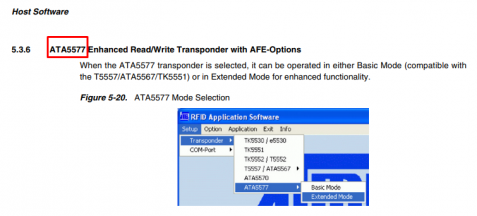 Host Software
5.3.6 ATA5577 Enhanced Read/Write Transponder with AFE-Options
When the ATA5577 transponder is selected, it can be operated in either Basic Mode (compatible with
the T5557/ATA5567/TK5551) or in Extended Mode for enhanced functionality.
Figure 5-20. ATA5577 Mode Selection
RFID Application Software
Setup Option Application Exit Info
Transponder TK5530 / e5530
COM-Port TK5551
TK5552 / T5552
T5557 / ATA5567
ATA5570
ATA5577 Basic Mode
Extended Mode